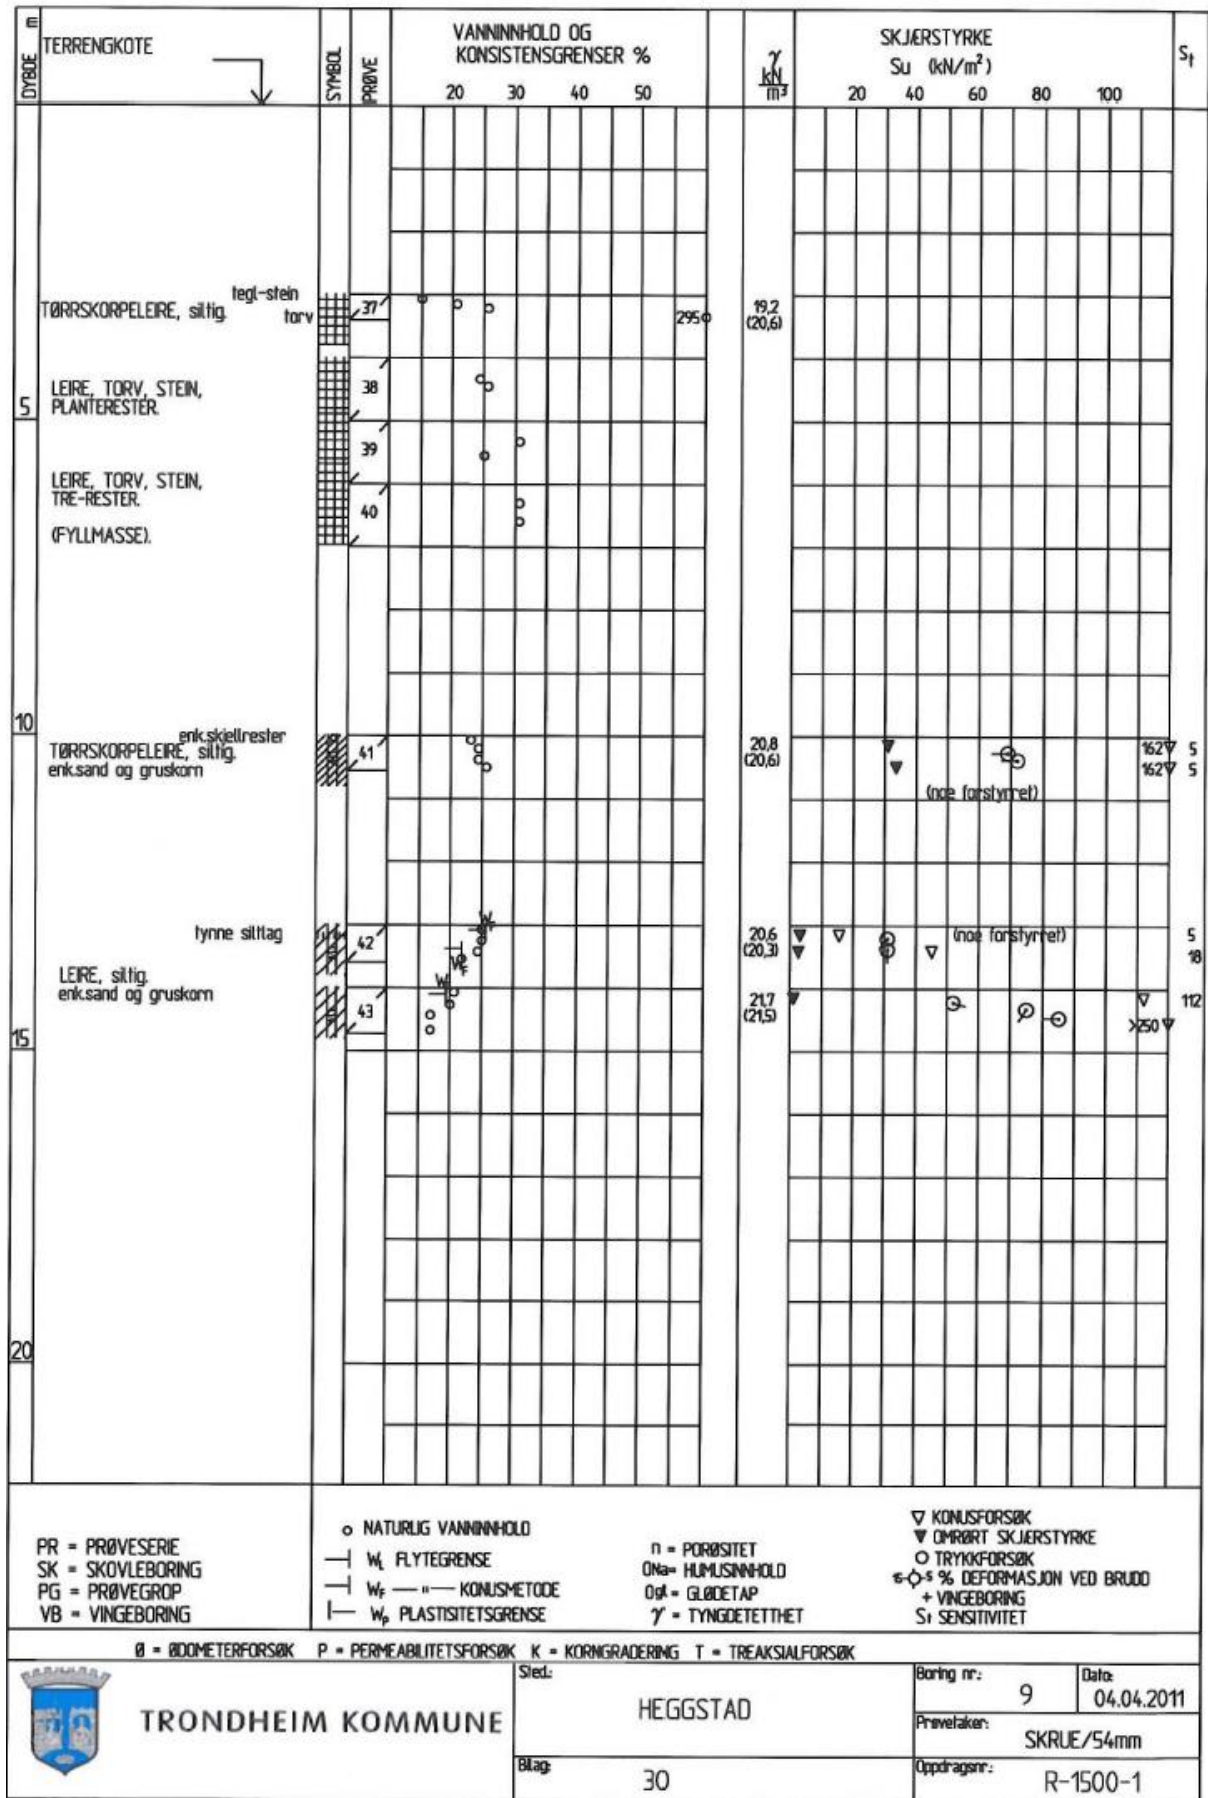 DYBDE m
TERRENGKOTE
SYMBOL
PRØVE
VANNINNHOLD OG
KONSISTENSGRENSER %
20 30 40 50
γ
kN
m³
SKJÆRSTYRKE
Su (kN/m²)
20 40 60 80 100
St
tegl-stein
TØRRSKORPELEIRE, siltig.
torv
37
295
19,2
(20,6)
LEIRE, TORV, STEIN,
PLANTERESTER.
38
5
39
LEIRE, TORV, STEIN,
TRE-RESTER.
40
(FYLLMASSE).
10
enk.skjellrester
TØRRSKORPELEIRE, siltig.
enk.sand og gruskorn
41
20,8
(20,6)
162 5
162 5
(noe forstyrret)
tynne siltlag
42
WF
WF
20,6
(20,3)
(noe forstyrret)
5
18
LEIRE, siltig.
enk.sand og gruskorn
43
21,7
(21,5)
112
>250
15
20
PR = PRØVESERIE
SK = SKOVLEBORING
PG = PRØVEGROP
VB = VINGEBORING
NATURLIG VANNINNHOLD
WL FLYTEGRENSE
WF — " — KONUSMETODE
Wp PLASTISITETSGRENSE
n = PORØSITET
ONa= HUMUSINNHOLD
Ogl = GLØDETAP
γ = TYNGDETETTHET
KONUSFORSØK
OMRØRT SKJÆRSTYRKE
TRYKKFORSØK
% DEFORMASJON VED BRUDD
+ VINGEBORING
St SENSITIVITET
Ø = ØDOMETERFORSØK P = PERMEABILITETSFORSØK K = KORNGRADERING T = TREAKSIALFORSØK
TRONDHEIM KOMMUNE
Sted:
HEGGSTAD
Bilag:
30
Boring nr.:
9
Dato:
04.04.2011
Prøvetaker:
SKRUE/54mm
Oppdragsnr.:
R-1500-1